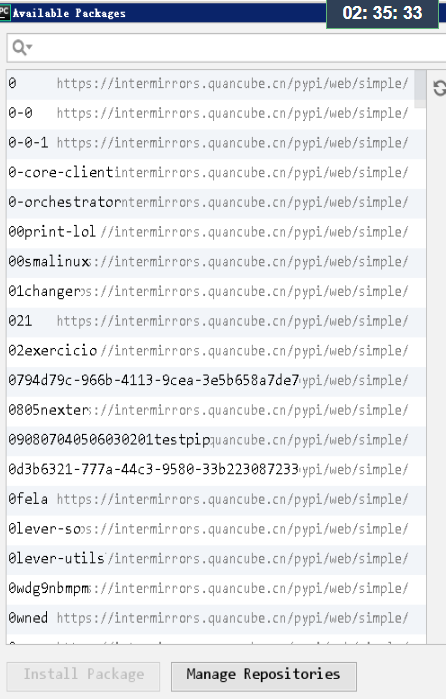 PC Available Packages 02: 35: 33
0 https://intermirrors.quancube.cn/pypi/web/simple/
0-0 https://intermirrors.quancube.cn/pypi/web/simple/
0-0-1 https://intermirrors.quancube.cn/pypi/web/simple/
0-core-client intermirrors.quancube.cn/pypi/web/simple/
0-orchestrator ntermirrors.quancube.cn/pypi/web/simple/
00print-lol //intermirrors.quancube.cn/pypi/web/simple/
00smalinux ://intermirrors.quancube.cn/pypi/web/simple/
01changer s://intermirrors.quancube.cn/pypi/web/simple/
021 https://intermirrors.quancube.cn/pypi/web/simple/
02exercicio //intermirrors.quancube.cn/pypi/web/simple/
0794d79c-966b-4113-9cea-3e5b658a7de7 ypi/web/simple/
0805nexter ://intermirrors.quancube.cn/pypi/web/simple/
090807040506030201testpip quancube.cn/pypi/web/simple/
0d3b6321-777a-44c3-9580-33b223087233 ypi/web/simple/
0fela https://intermirrors.quancube.cn/pypi/web/simple/
0lever-so s://intermirrors.quancube.cn/pypi/web/simple/
0lever-utils /intermirrors.quancube.cn/pypi/web/simple/
0wdg9nbmpm ://intermirrors.quancube.cn/pypi/web/simple/
0wned https://intermirrors.quancube.cn/pypi/web/simple/
Install Package Manage Repositories